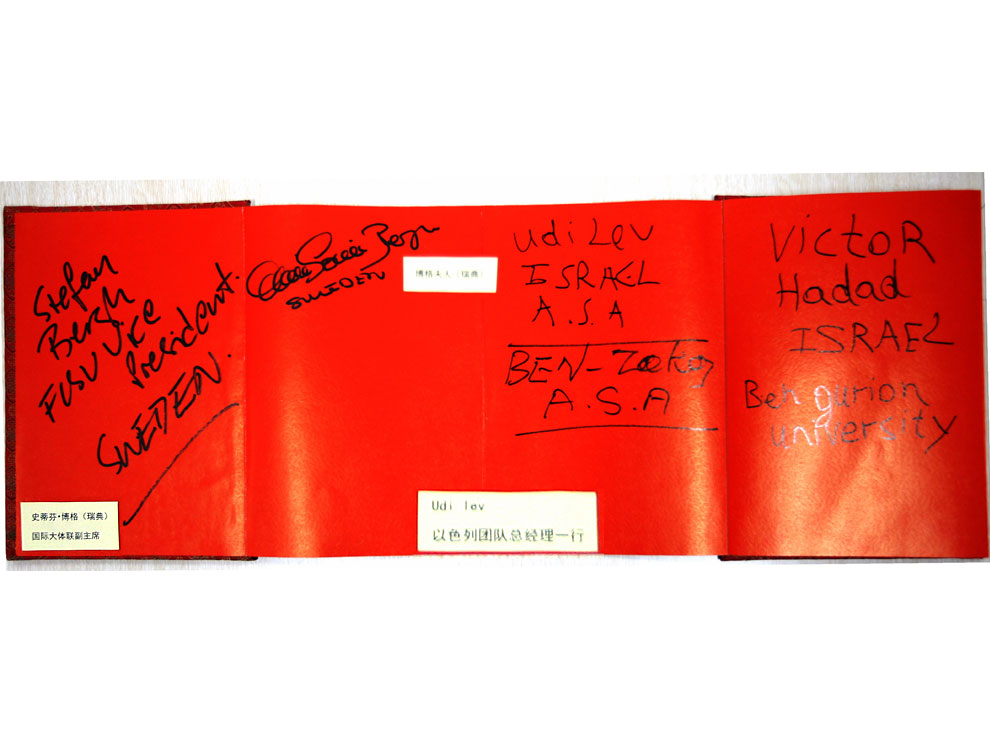 Stefan
Bergh
FISU Vice
President.
SWEDEN.
史蒂芬·博格（瑞典）
国际大体联副主席
Bergh
SWEDEN
博格夫人（瑞典）
udi Lev
ISRAEL
A.S.A
BEN-
A.S.A
Udi lev
以色列团队总经理一行
VICTOR
Hadad
ISRAEL
Ben gurion
university